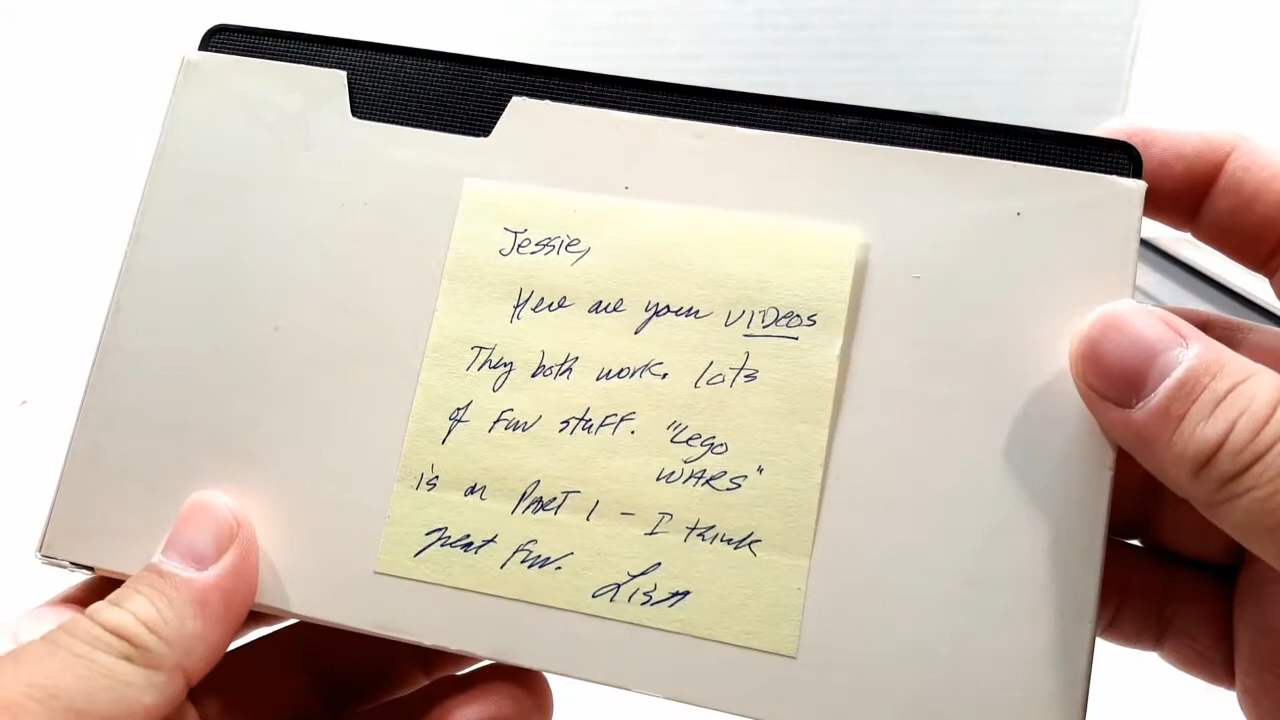 Jessie,
Here are your VIDeos
They both work. lots
of Fun stuff. "Lego
WARS"
is on PART 1 - I think
great fun.
Lisa